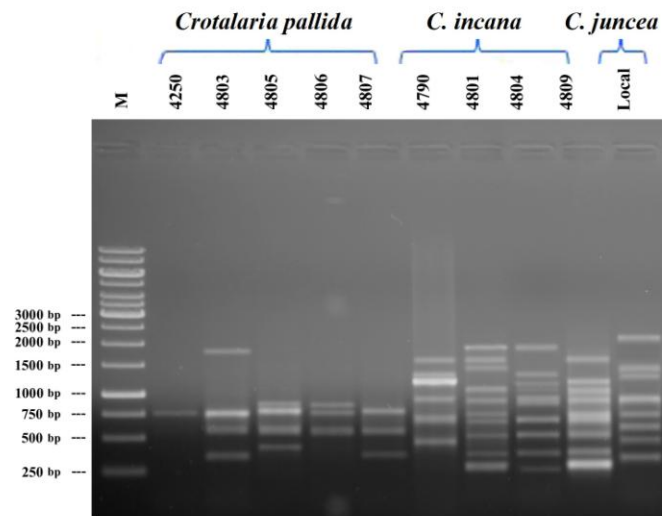 Crotalaria pallida C. incana C. juncea
M 4250 4803 4805 4806 4807 4790 4801 4804 4809 Local
3000 bp ---
2500 bp ---
2000 bp ---
1500 bp ---
1000 bp ---
750 bp ---
500 bp ---
250 bp ---